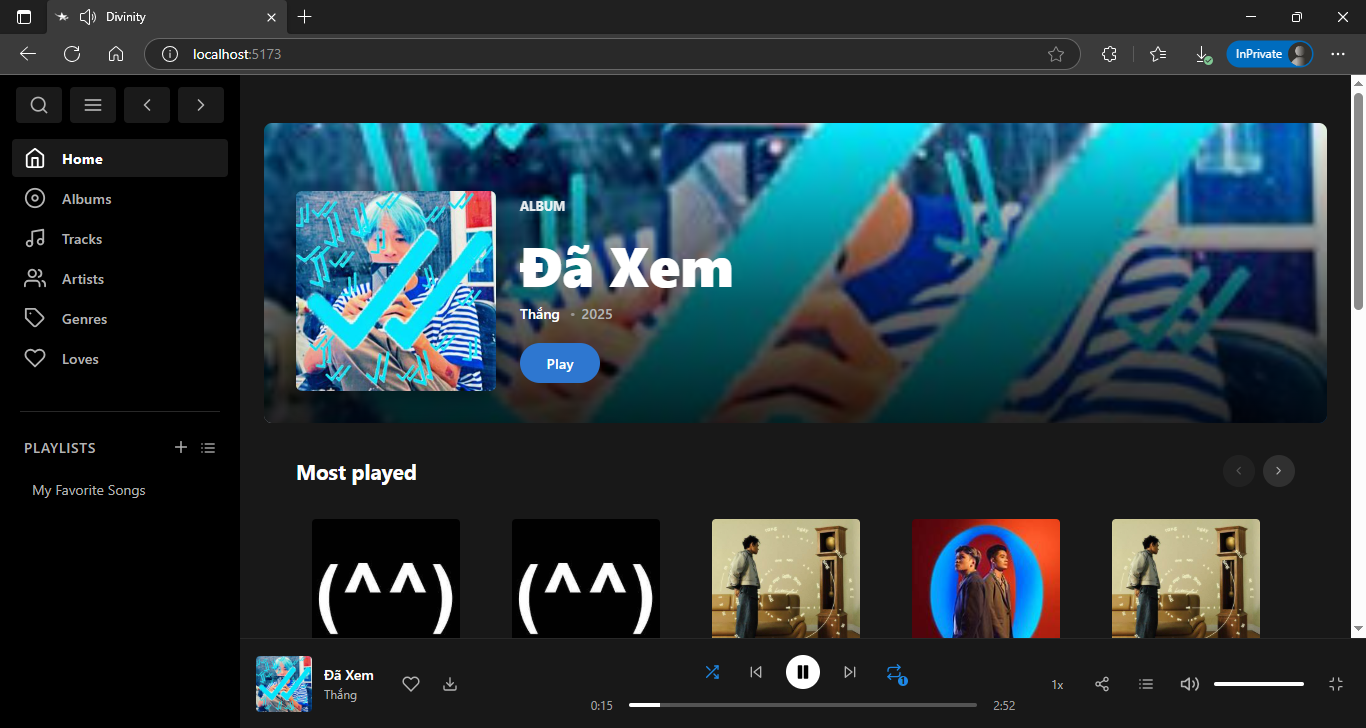 Divinity
localhost:5173
InPrivate
Home
Albums
Tracks
Artists
Genres
Loves
PLAYLISTS
My Favorite Songs
ALBUM
Đã Xem
Thắng • 2025
Play
Most played
(^^)
(^^)
Đã Xem
Thắng
0:15
2:52
1
1x